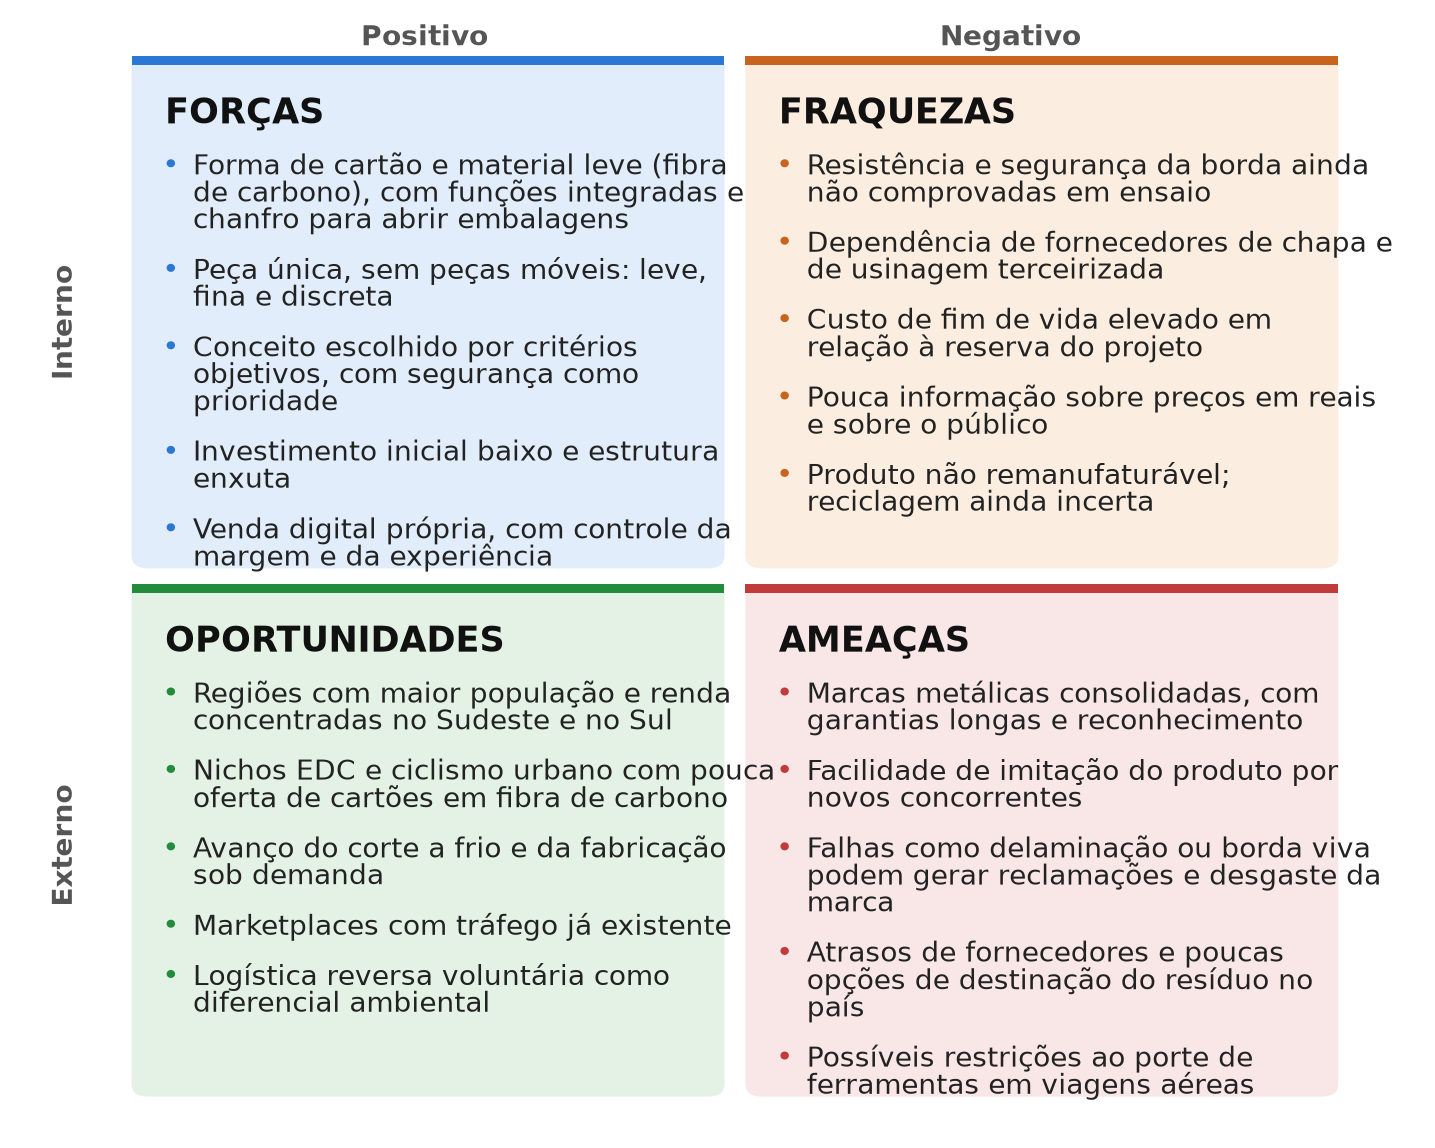 Positivo
Negativo
Interno
FORÇAS
• Forma de cartão e material leve (fibra
de carbono), com funções integradas e
chanfro para abrir embalagens
• Peça única, sem peças móveis: leve,
fina e discreta
• Conceito escolhido por critérios
objetivos, com segurança como
prioridade
• Investimento inicial baixo e estrutura
enxuta
• Venda digital própria, com controle da
margem e da experiência
FRAQUEZAS
• Resistência e segurança da borda ainda
não comprovadas em ensaio
• Dependência de fornecedores de chapa e
de usinagem terceirizada
• Custo de fim de vida elevado em
relação à reserva do projeto
• Pouca informação sobre preços em reais
e sobre o público
• Produto não remanufaturável;
reciclagem ainda incerta
Externo
OPORTUNIDADES
• Regiões com maior população e renda
concentradas no Sudeste e no Sul
• Nichos EDC e ciclismo urbano com pouca
oferta de cartões em fibra de carbono
• Avanço do corte a frio e da fabricação
sob demanda
• Marketplaces com tráfego já existente
• Logística reversa voluntária como
diferencial ambiental
AMEAÇAS
• Marcas metálicas consolidadas, com
garantias longas e reconhecimento
• Facilidade de imitação do produto por
novos concorrentes
• Falhas como delaminação ou borda viva
podem gerar reclamações e desgaste da
marca
• Atrasos de fornecedores e poucas
opções de destinação do resíduo no
país
• Possíveis restrições ao porte de
ferramentas em viagens aéreas